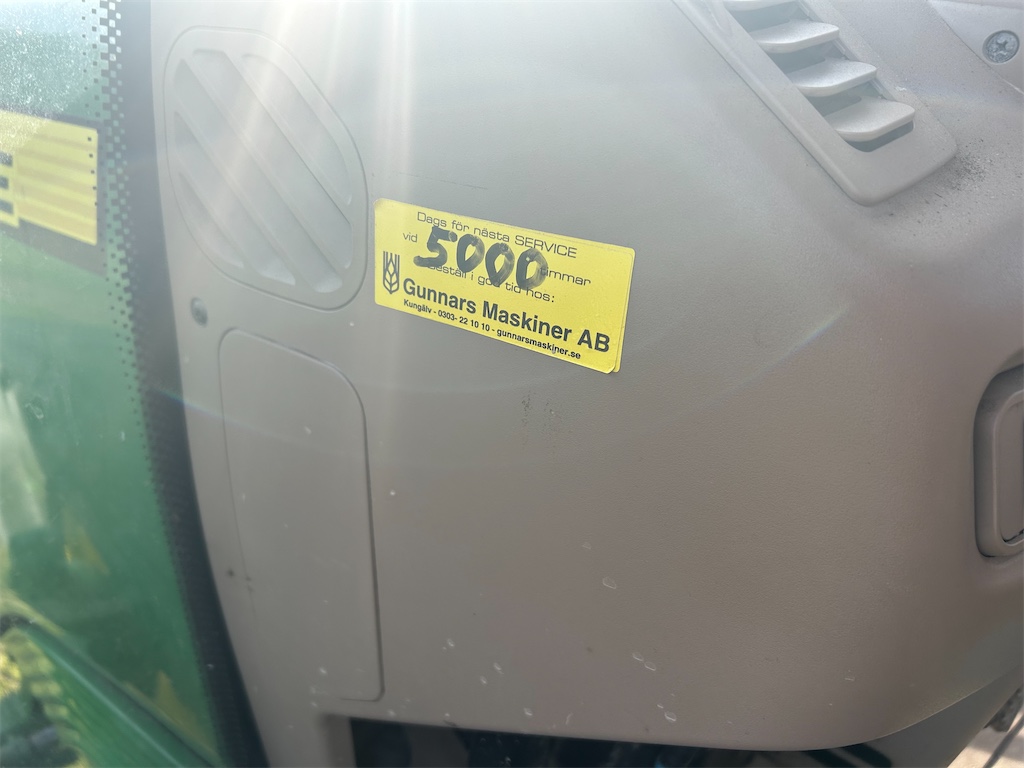 Dags för nästa SERVICE
vid 5000
Beställ i god tid hos:
Gunnars Maskiner AB
Kungälv - 0303- 22 10 10 - gunnarsmaskiner.se